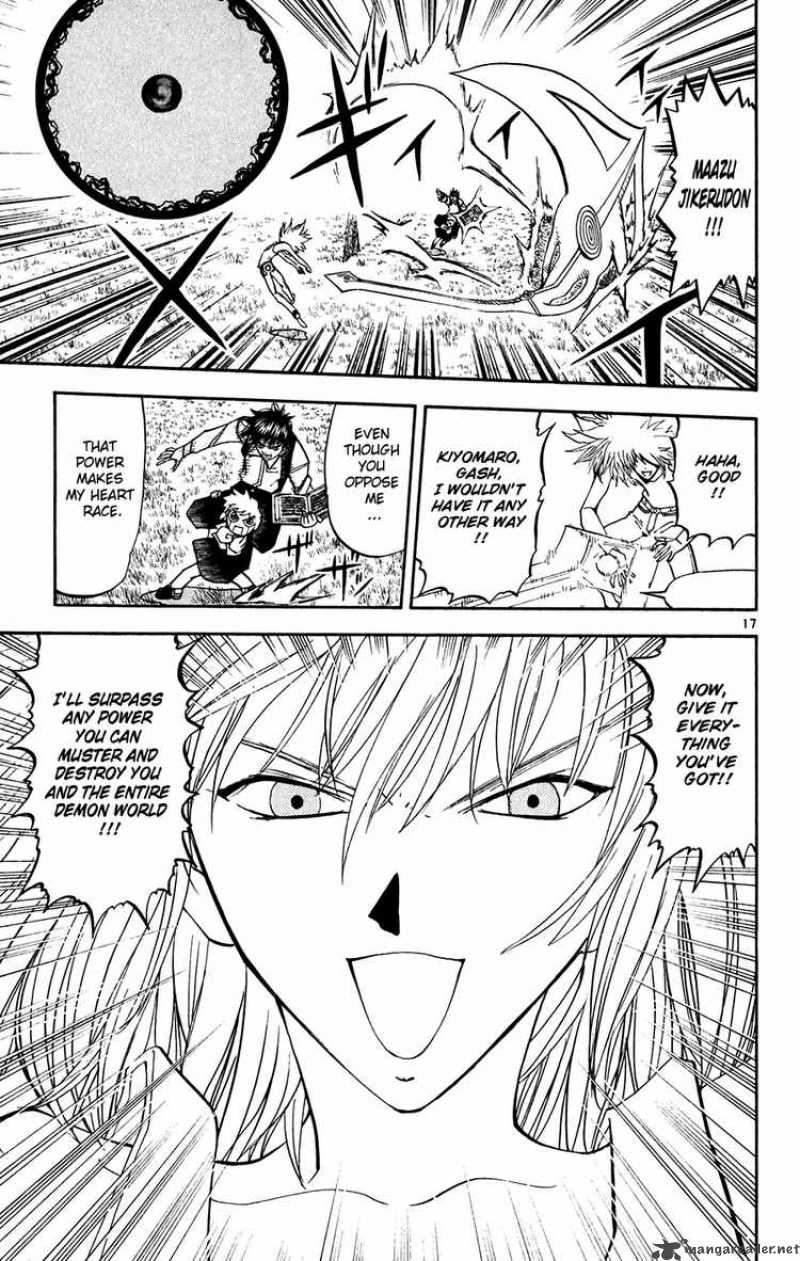 MAAZU
JIKERUDON
!!!
HAHA,
GOOD
!!
KIYOMARO,
GASH,
I WOULDN'T
HAVE IT ANY
OTHER WAY
!!
EVEN
THOUGH
YOU
OPPOSE
ME
...
THAT
POWER
MAKES
MY HEART
RACE.
17
NOW,
GIVE IT
EVERY-
THING
YOU'VE
GOT!!
I'LL SURPASS
ANY POWER
YOU CAN
MUSTER AND
DESTROY YOU
AND THE ENTIRE
DEMON WORLD
!!!
mangareader.net